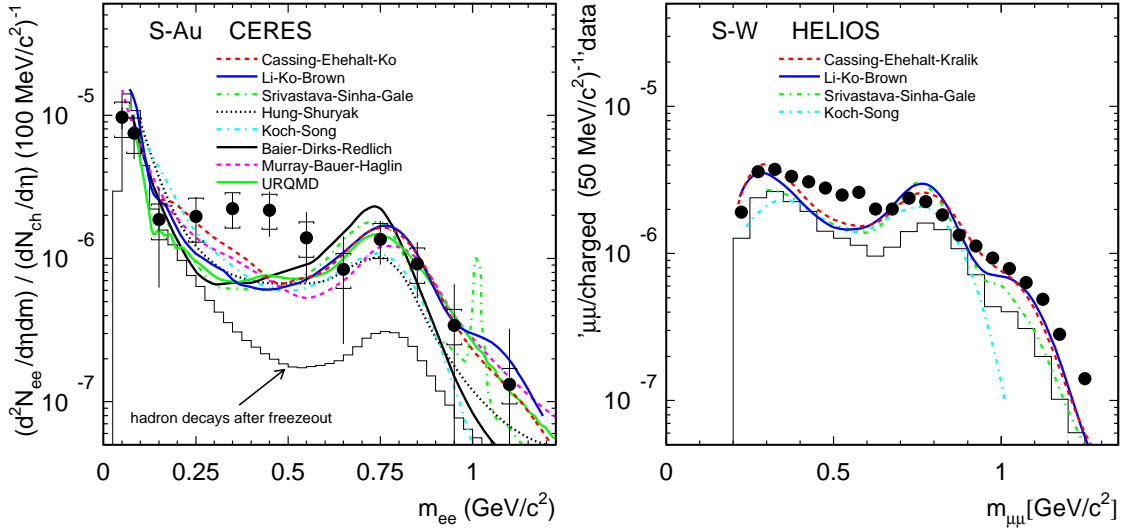 S-Au CERES
Cassing-Ehehalt-Ko
Li-Ko-Brown
Srivastava-Sinha-Gale
Hung-Shuryak
Koch-Song
Baier-Dirks-Redlich
Murray-Bauer-Haglin
URQMD
(d²N_ee /dηdm) / (dN_ch/dη) (100 MeV/c²)⁻¹
10⁻⁵
10⁻⁶
10⁻⁷
hadron decays after freezeout
0 0.25 0.5 0.75 1
m_ee (GeV/c²)
S-W HELIOS
Cassing-Ehehalt-Kralik
Li-Ko-Brown
Srivastava-Sinha-Gale
Koch-Song
'μμ/charged (50 MeV/c²)⁻¹'data
10⁻⁵
10⁻⁶
10⁻⁷
0 0.5 1
m_μμ[GeV/c²]